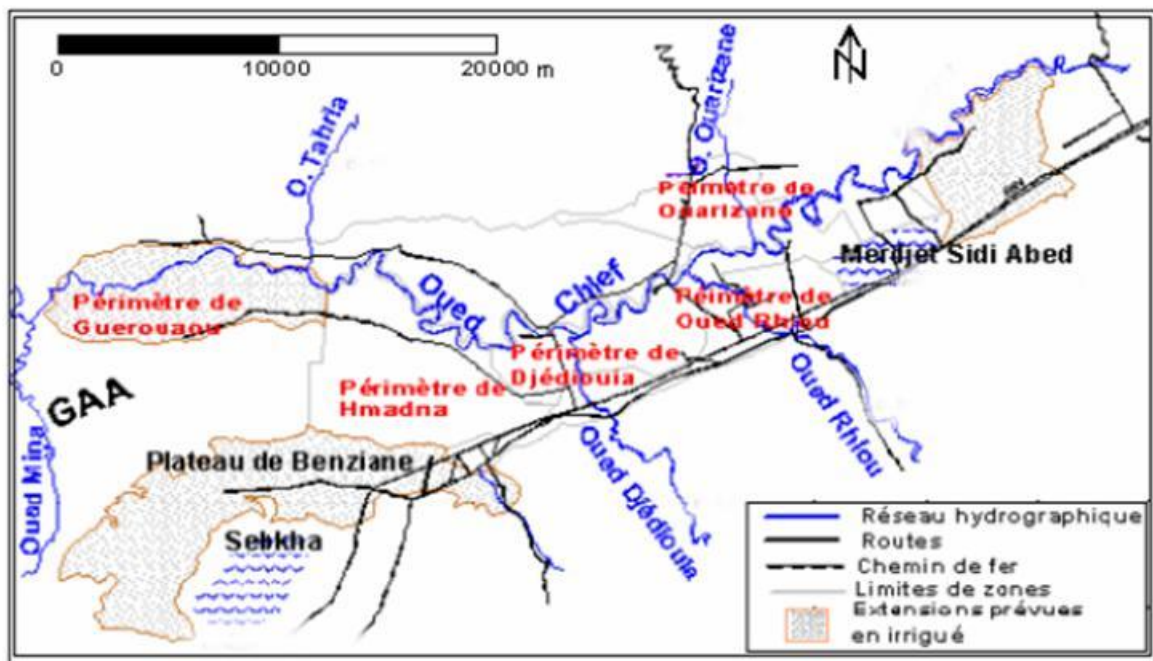 0 10000 20000 m
N
O. Tahria
O. Ouarizane
Périmètre de
Ouarizane
Merdjet Sidi Abed
Oued Chlef
Périmètre de
Guerouaou
Périmètre de
Oued Rhiou
Périmètre de
Djédiouia
Périmètre de
Hmadna
GAA
Ouad Mina
Plateau de Benziane
Sebkha
Ouad Djédiouia
Oued Rhiou
Réseau hydrographique
Routes
Chemin de fer
Limites de zones
Extensions prévues
en irrigué